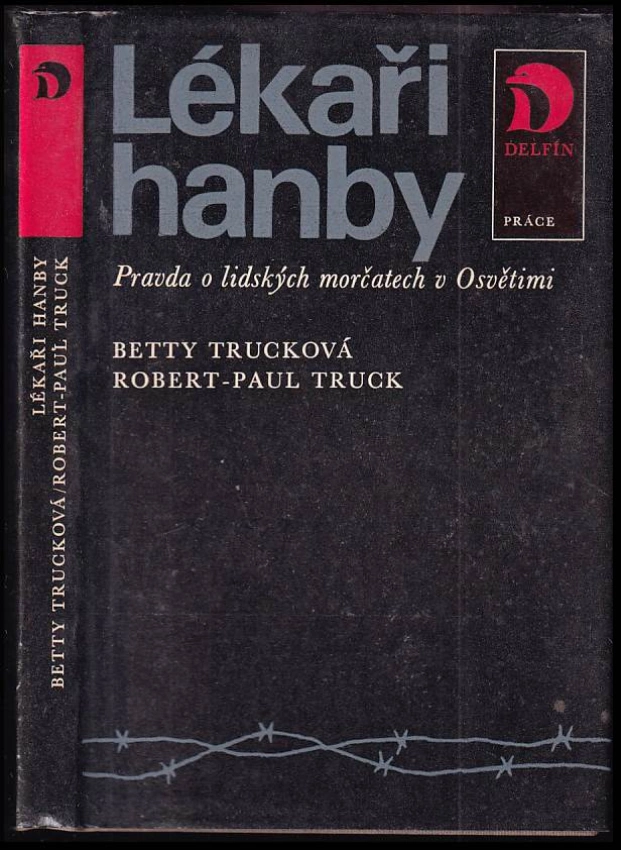 Lékaři
hanby
Pravda o lidských morčatech v Osvětimi
BETTY TRUCKOVÁ
ROBERT-PAUL TRUCK
DELFÍN
PRÁCE
LÉKAŘI HANBY
BETTY TRUCKOVÁ/ROBERT-PAUL TRUCK